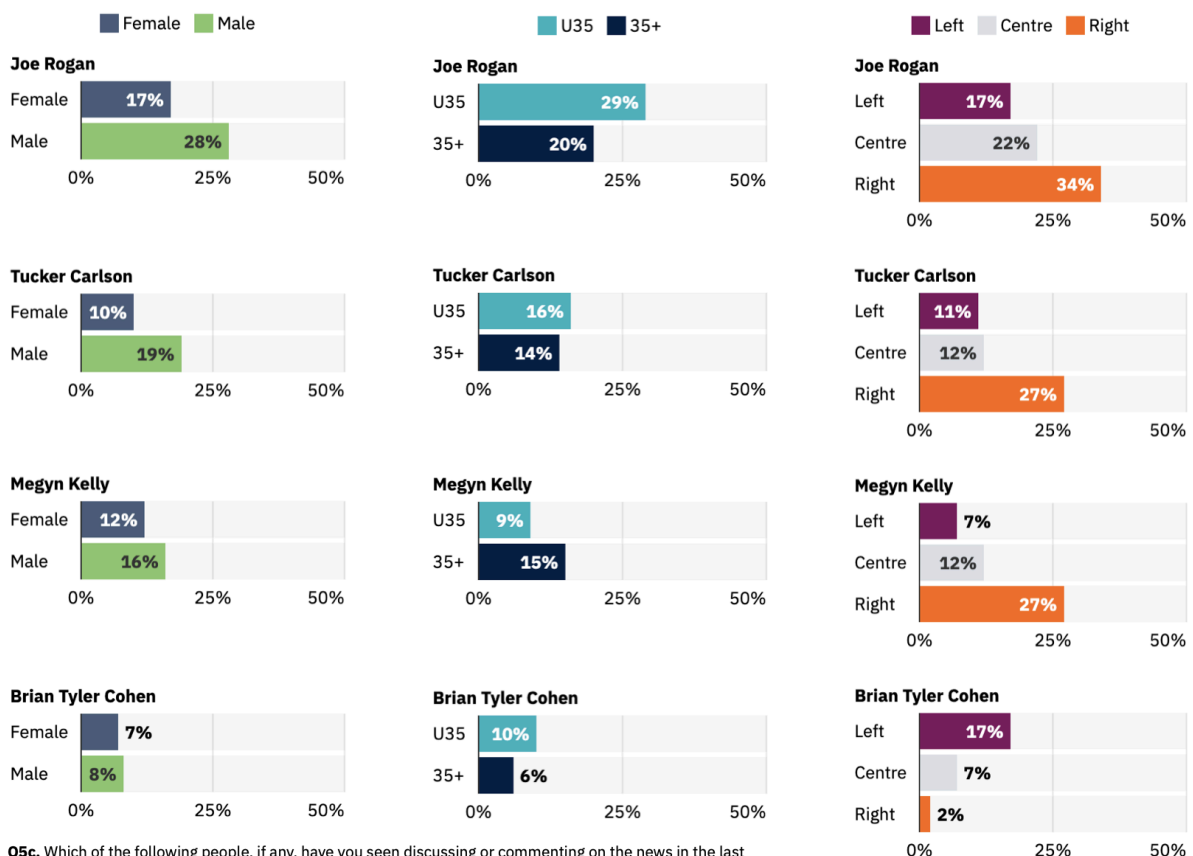 Female Male
U35 35+
Left Centre Right
Joe Rogan
Female 17%
Male 28%
0% 25% 50%
Joe Rogan
U35 29%
35+ 20%
0% 25% 50%
Joe Rogan
Left 17%
Centre 22%
Right 34%
0% 25% 50%
Tucker Carlson
Female 10%
Male 19%
0% 25% 50%
Tucker Carlson
U35 16%
35+ 14%
0% 25% 50%
Tucker Carlson
Left 11%
Centre 12%
Right 27%
0% 25% 50%
Megyn Kelly
Female 12%
Male 16%
0% 25% 50%
Megyn Kelly
U35 9%
35+ 15%
0% 25% 50%
Megyn Kelly
Left 7%
Centre 12%
Right 27%
0% 25% 50%
Brian Tyler Cohen
Female 7%
Male 8%
0% 25% 50%
Brian Tyler Cohen
U35 10%
35+ 6%
0% 25% 50%
Brian Tyler Cohen
Left 17%
Centre 7%
Right 2%
0% 25% 50%
Q5c. Which of the following people, if any, have you seen discussing or commenting on the news in the last